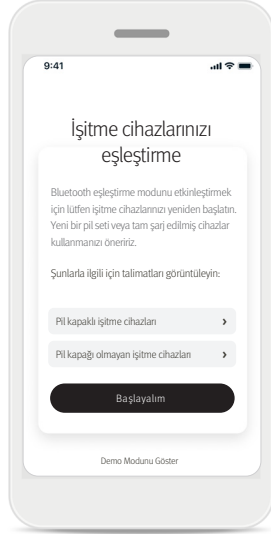 9:41
İşitme cihazlarınızı
eşleştirme
Bluetooth eşleştirme modunu etkinleştirmek
için lütfen işitme cihazlarınızı yeniden başlatın.
Yeni bir pil seti veya tam şarj edilmiş cihazlar
kullanmanızı öneririz.
Şunlarla ilgili için talimatları görüntüleyin:
Pil kapaklı işitme cihazları
Pil kapağı olmayan işitme cihazları
Başlayalım
Demo Modunu Göster